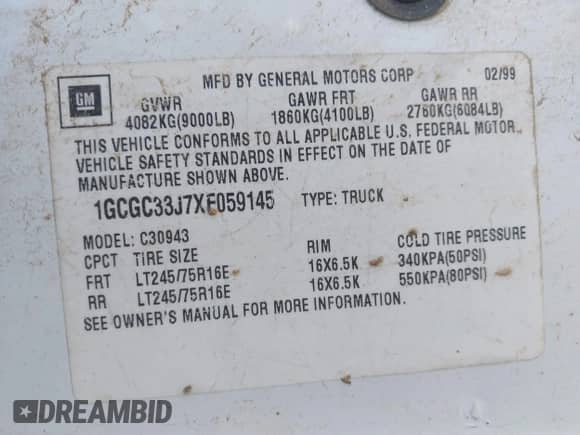 MFD BY GENERAL MOTORS CORP 02/99
GM
GVWR GAWR FRT GAWR RR
4082KG(9000LB) 1860KG(4100LB) 2760KG(6084LB)
THIS VEHICLE CONFORMS TO ALL APPLICABLE U.S. FEDERAL MOTOR
VEHICLE SAFETY STANDARDS IN EFFECT ON THE DATE OF
MANUFACTURE SHOWN ABOVE.
1GCGC33J7XF059145 TYPE: TRUCK
MODEL: C30943
CPCT TIRE SIZE RIM COLD TIRE PRESSURE
FRT LT245/75R16E 16X6.5K 340KPA(50PSI)
RR LT245/75R16E 16X6.5K 550KPA(80PSI)
SEE OWNER'S MANUAL FOR MORE INFORMATION.
DREAMBID